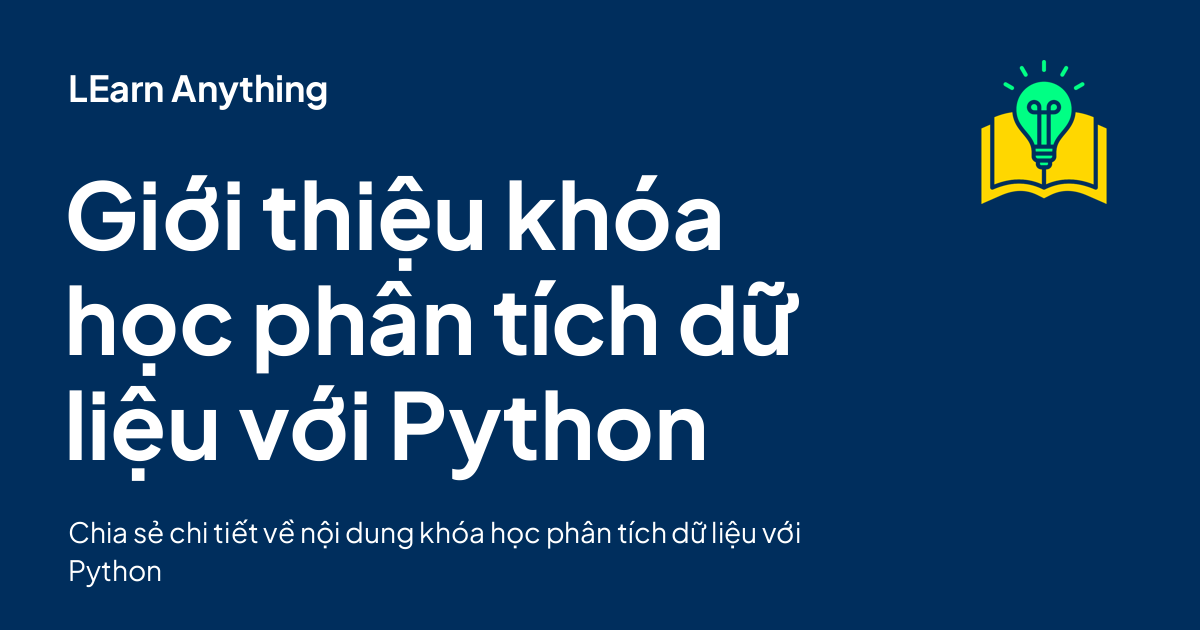 LEarn Anything
Giới thiệu khóa
học phân tích dữ
liệu với Python
Chia sẻ chi tiết về nội dung khóa học phân tích dữ liệu với
Python